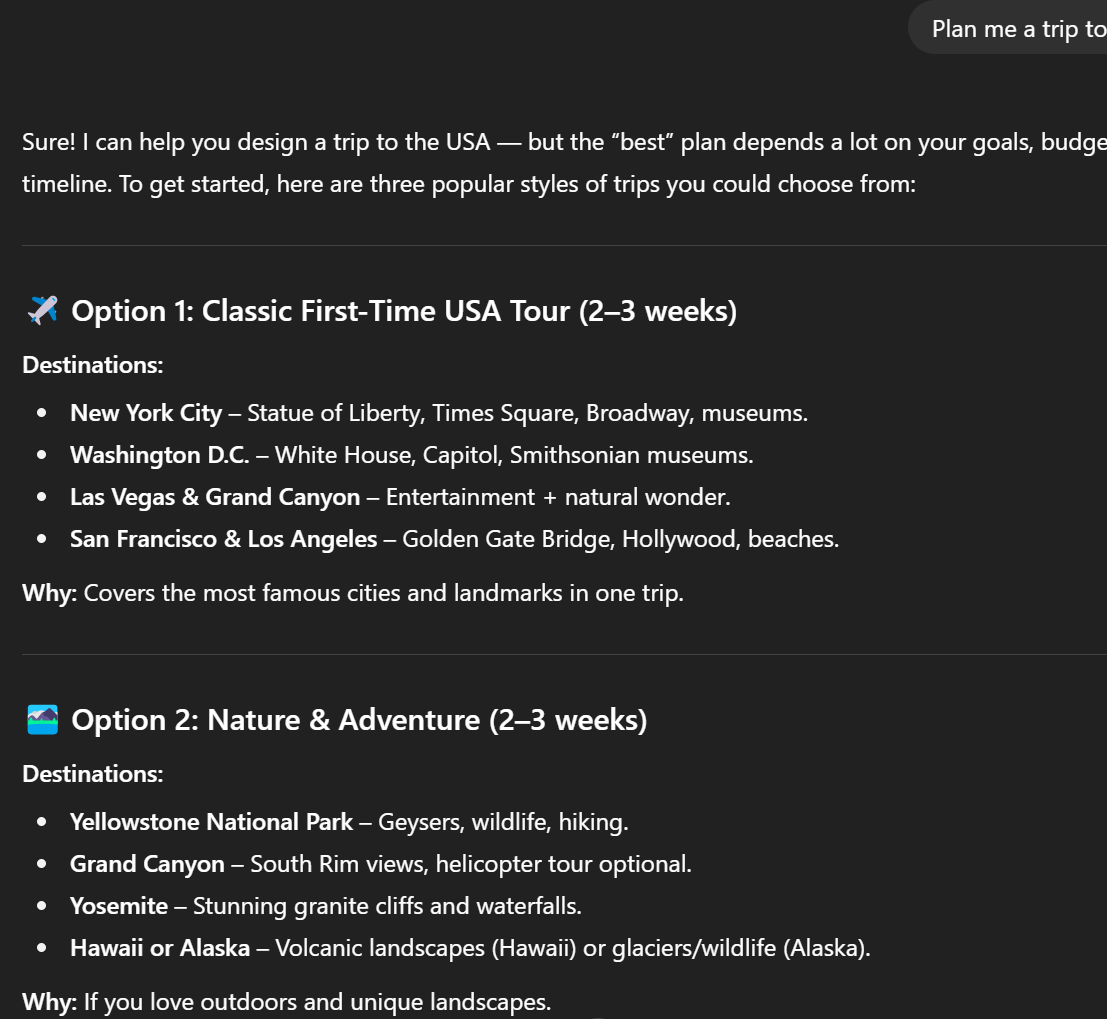 Plan me a trip to
Sure! I can help you design a trip to the USA — but the “best” plan depends a lot on your goals, budge
timeline. To get started, here are three popular styles of trips you could choose from:
Option 1: Classic First-Time USA Tour (2–3 weeks)
Destinations:
• New York City – Statue of Liberty, Times Square, Broadway, museums.
• Washington D.C. – White House, Capitol, Smithsonian museums.
• Las Vegas & Grand Canyon – Entertainment + natural wonder.
• San Francisco & Los Angeles – Golden Gate Bridge, Hollywood, beaches.
Why: Covers the most famous cities and landmarks in one trip.
Option 2: Nature & Adventure (2–3 weeks)
Destinations:
• Yellowstone National Park – Geysers, wildlife, hiking.
• Grand Canyon – South Rim views, helicopter tour optional.
• Yosemite – Stunning granite cliffs and waterfalls.
• Hawaii or Alaska – Volcanic landscapes (Hawaii) or glaciers/wildlife (Alaska).
Why: If you love outdoors and unique landscapes.